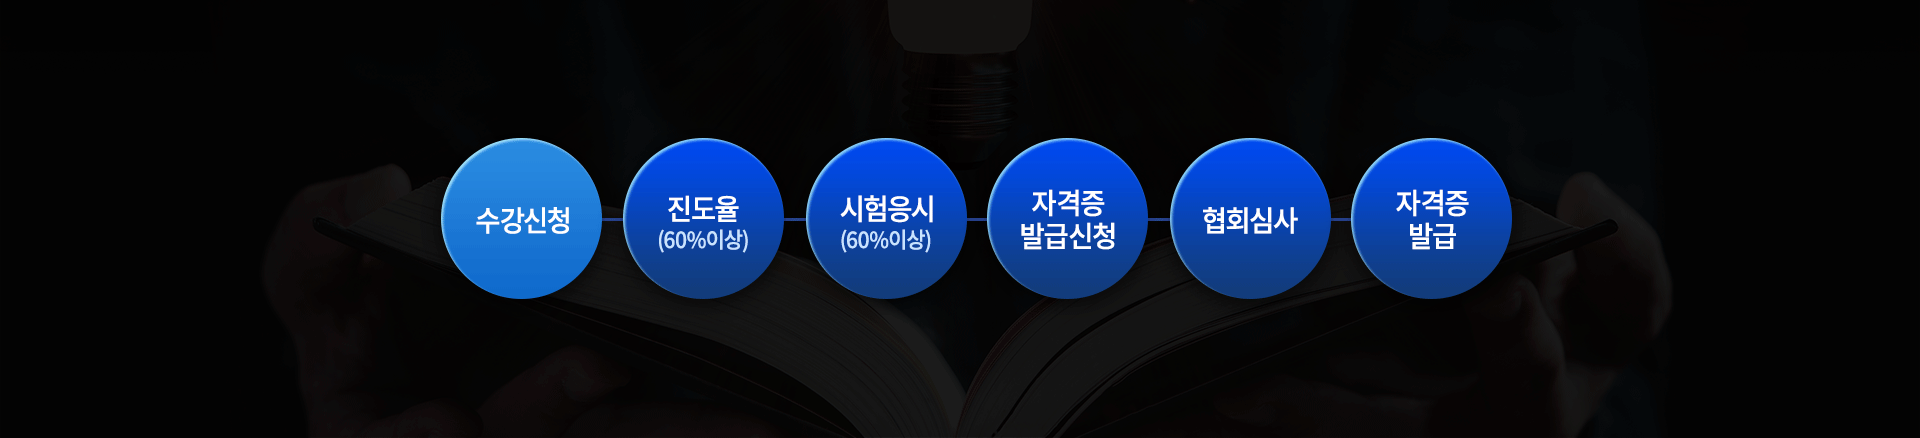 수강신청
진도율
(60%이상)
시험응시
(60%이상)
자격증
발급신청
협회심사
자격증
발급